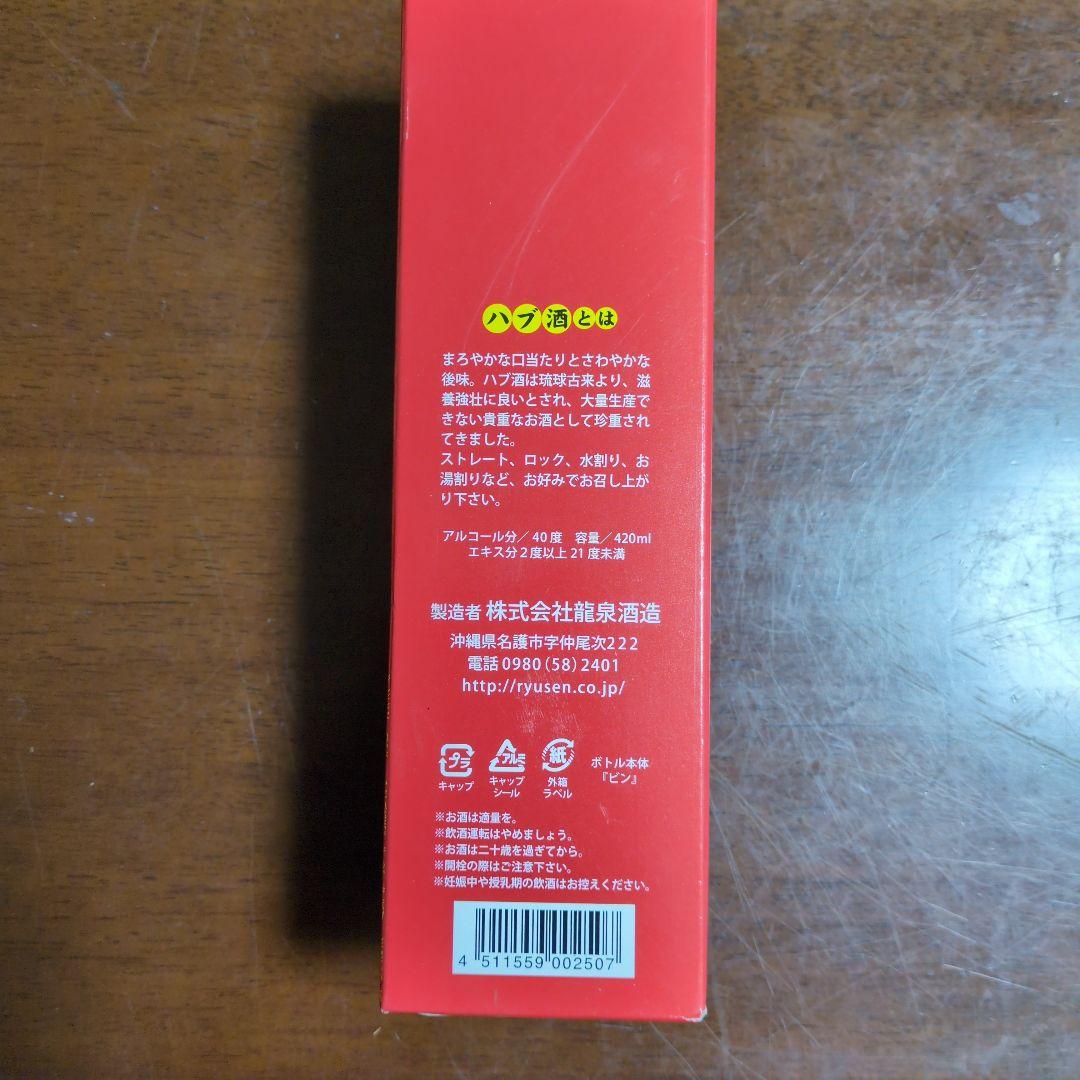 ハブ酒とは
まろやかな口当たりとさわやかな
後味。ハブ酒は琉球古来より、滋
養強壮に良いとされ、大量生産で
きない貴重なお酒として珍重され
てきました。
ストレート、ロック、水割り、お
湯割りなど、お好みでお召し上が
り下さい。
アルコール分／40度　容量／420ml
エキス分２度以上21度未満
製造者 株式会社龍泉酒造
沖縄県名護市字仲尾次222
電話0980(58)2401
http://ryusen.co.jp/
プラ アルミ 紙 ボトル本体
キャップ キャップ 外箱 『ビン』
シール ラベル
※お酒は適量を。
※飲酒運転はやめましょう。
※お酒は二十歳を過ぎてから。
※開栓の際はご注意下さい。
※妊娠中や授乳期の飲酒はお控えください。
4 511559 002507